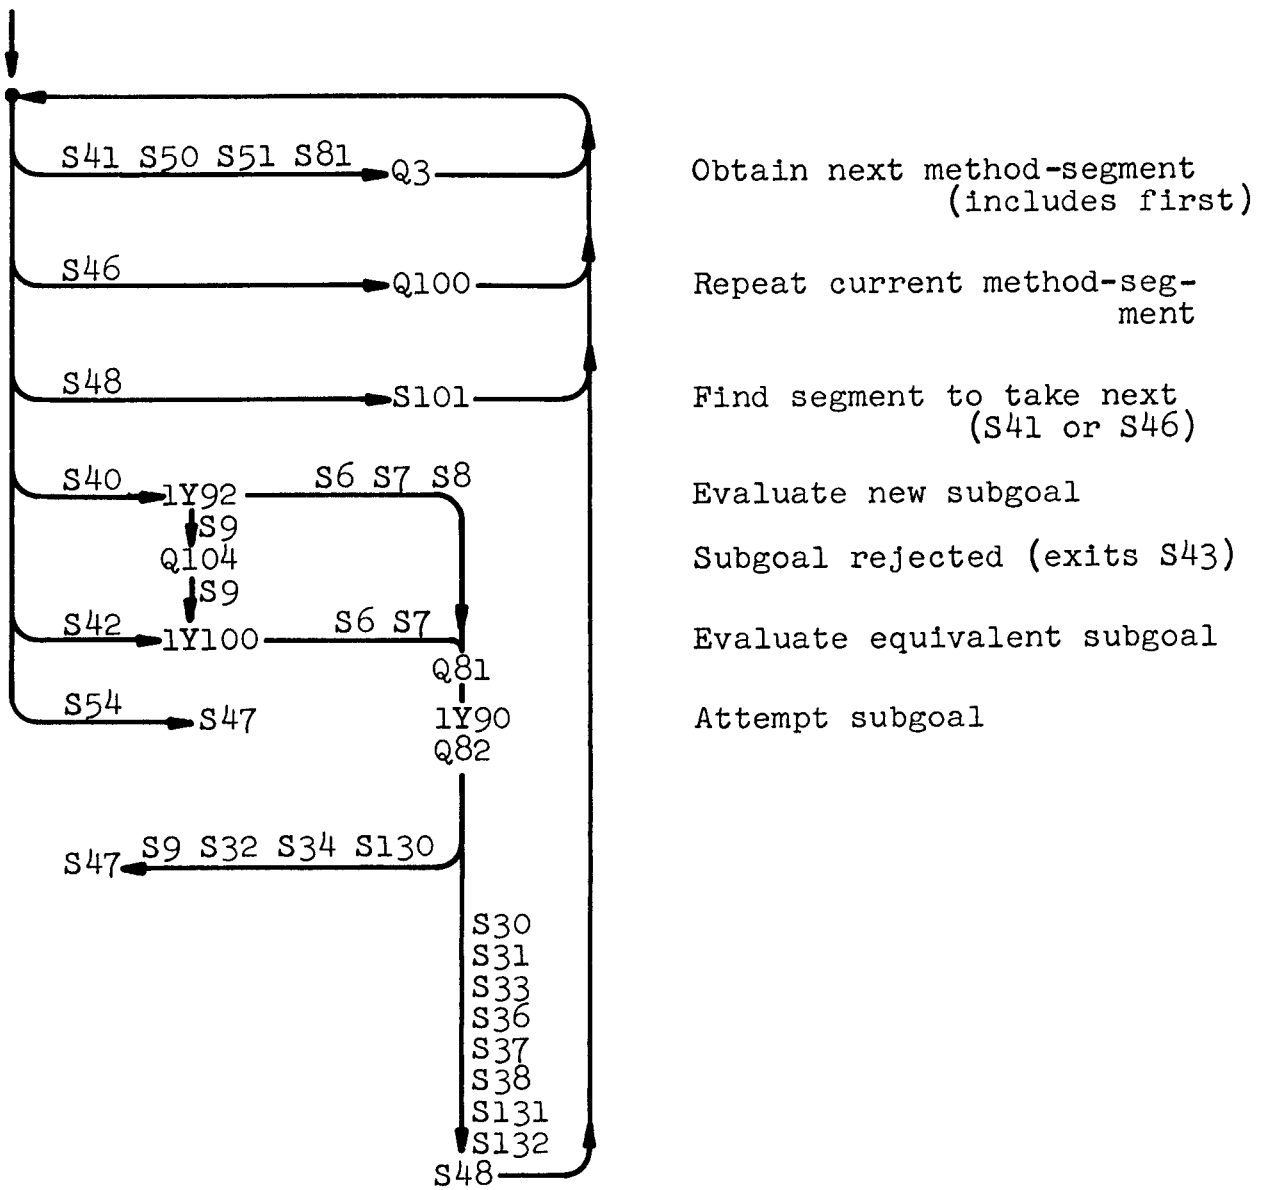 S41 S50 S51 S81
Q3
Obtain next method-segment
(includes first)
S46
Q100
Repeat current method-seg-
ment
S48
S101
Find segment to take next
(S41 or S46)
S40
1Y92
S6 S7 S8
Evaluate new subgoal
S9
Q104
Subgoal rejected (exits S43)
S9
S42
1Y100
S6 S7
Evaluate equivalent subgoal
Q81
S54
S47
1Y90
Attempt subgoal
Q82
S47
S9 S32 S34 S130
S30
S31
S33
S36
S37
S38
S131
S132
S48